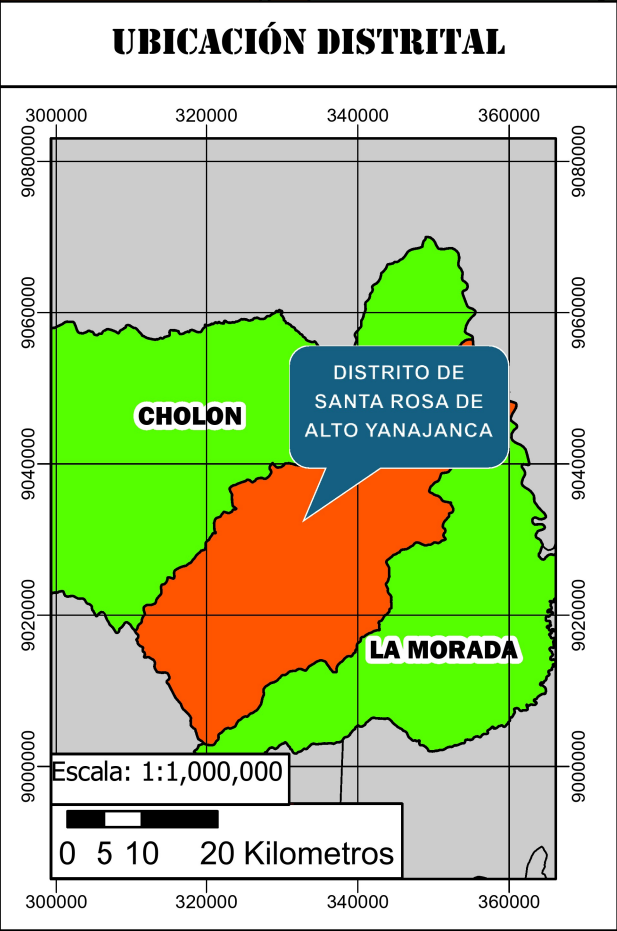 UBICACIÓN DISTRITAL
300000 320000 340000 360000
9080000 9080000
9060000 9060000
DISTRITO DE
SANTA ROSA DE
ALTO YANAJANCA
CHOLON
9040000 9040000
9020000 9020000
LA MORADA
9000000 9000000
Escala: 1:1,000,000
0 5 10 20 Kilometros
300000 320000 340000 360000